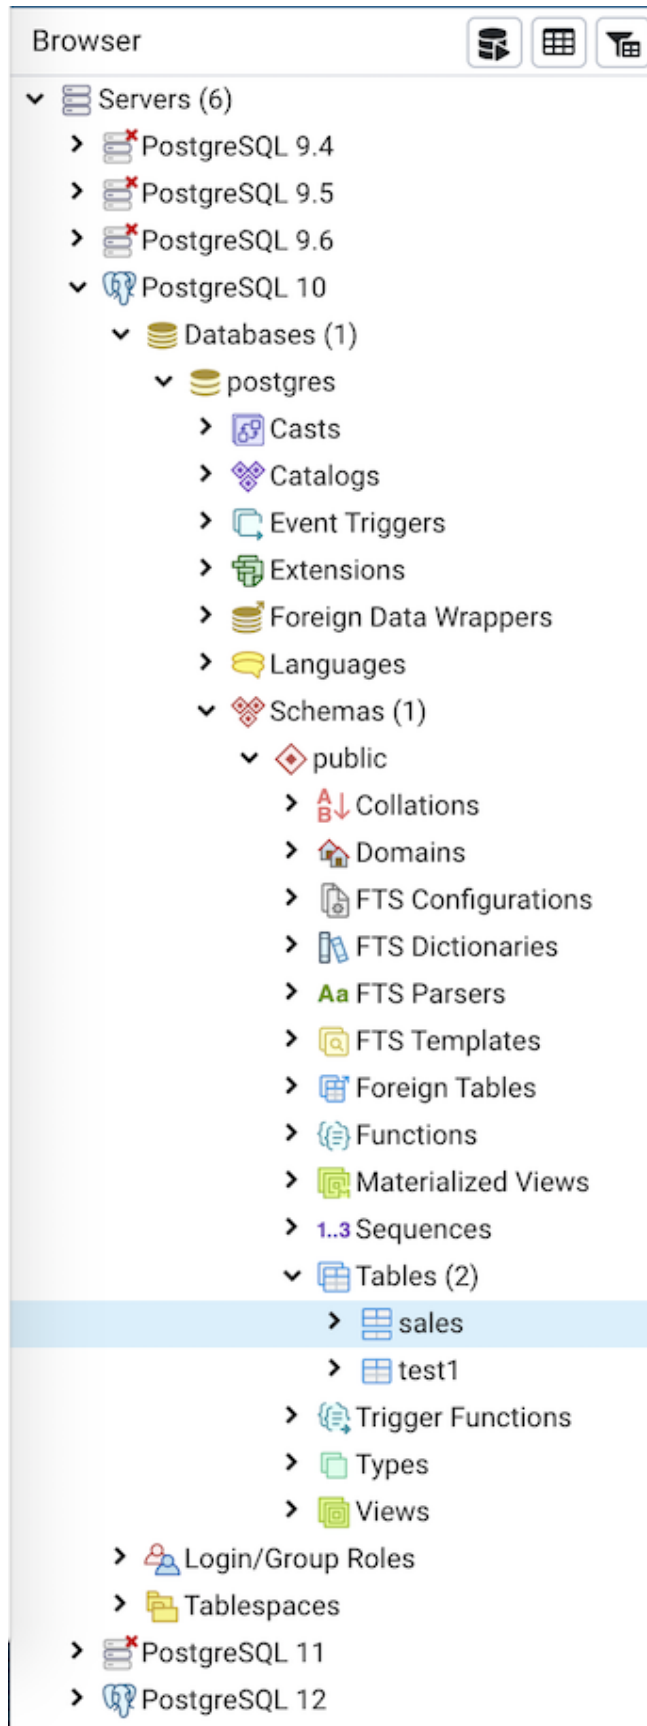 Browser
Servers (6)
PostgreSQL 9.4
PostgreSQL 9.5
PostgreSQL 9.6
PostgreSQL 10
Databases (1)
postgres
Casts
Catalogs
Event Triggers
Extensions
Foreign Data Wrappers
Languages
Schemas (1)
public
AB Collations
Domains
FTS Configurations
FTS Dictionaries
Aa FTS Parsers
FTS Templates
Foreign Tables
Functions
Materialized Views
1..3 Sequences
Tables (2)
sales
test1
Trigger Functions
Types
Views
Login/Group Roles
Tablespaces
PostgreSQL 11
PostgreSQL 12